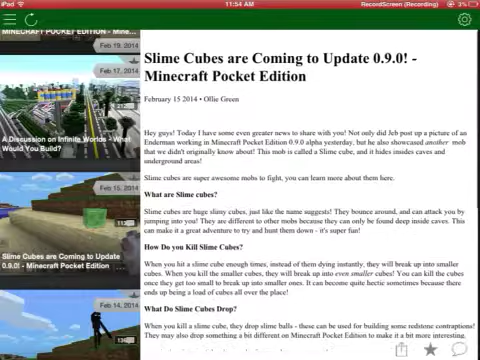 iPad
11:54 AM
RecordScreen (Recording)
3%
MINECRAFT POCKET EDITION
Feb 19, 2014
Feb 17, 2014
A Discussion on Infinite Worlds - What
Would You Build?
Feb 15, 2014
Slime Cubes are Coming to Update
0.9.0! - Minecraft Pocket Edition
Feb 14, 2014
Slime Cubes are Coming to Update 0.9.0! -
Minecraft Pocket Edition
February 15 2014 • Ollie Green
Hey guys! Today I have some even greater news to share with you! Not only did Jeb post up a picture of an
Enderman working in Minecraft Pocket Edition 0.9.0 alpha yesterday, but he also showcased another mob
that we didn't originally know about! This mob is called a Slime Cube, and it hides insides caves and
underground areas!
Slime cubes are super awesome mobs to fight, you can learn more about them here.
What are Slime cubes?
Slime cubes are huge slimy cubes, just like the name suggests! They bounce around, and can attack you by
jumping into you! They are different to other mobs because they can only be found deep inside caves. This
can make it a great adventure to try and hunt them down - it's super fun!
How Do you Kill Slime Cubes?
When you hit a slime cube enough times, instead of them dying instantly, they will break up into smaller
cubes. When you kill the smaller cubes, they will break up into even smaller cubes! You can kill the cubes
once they get too small to break up into smaller ones. It can become quite hectic sometimes because there
ends up being a load of cubes all over the place!
What Do Slime Cubes Drop?
When you kill a slime cube, they drop slime balls - these can be used for building some redstone contraptions!
They may also drop something a bit different on Minecraft Pocket Edition to make it a bit more interesting.